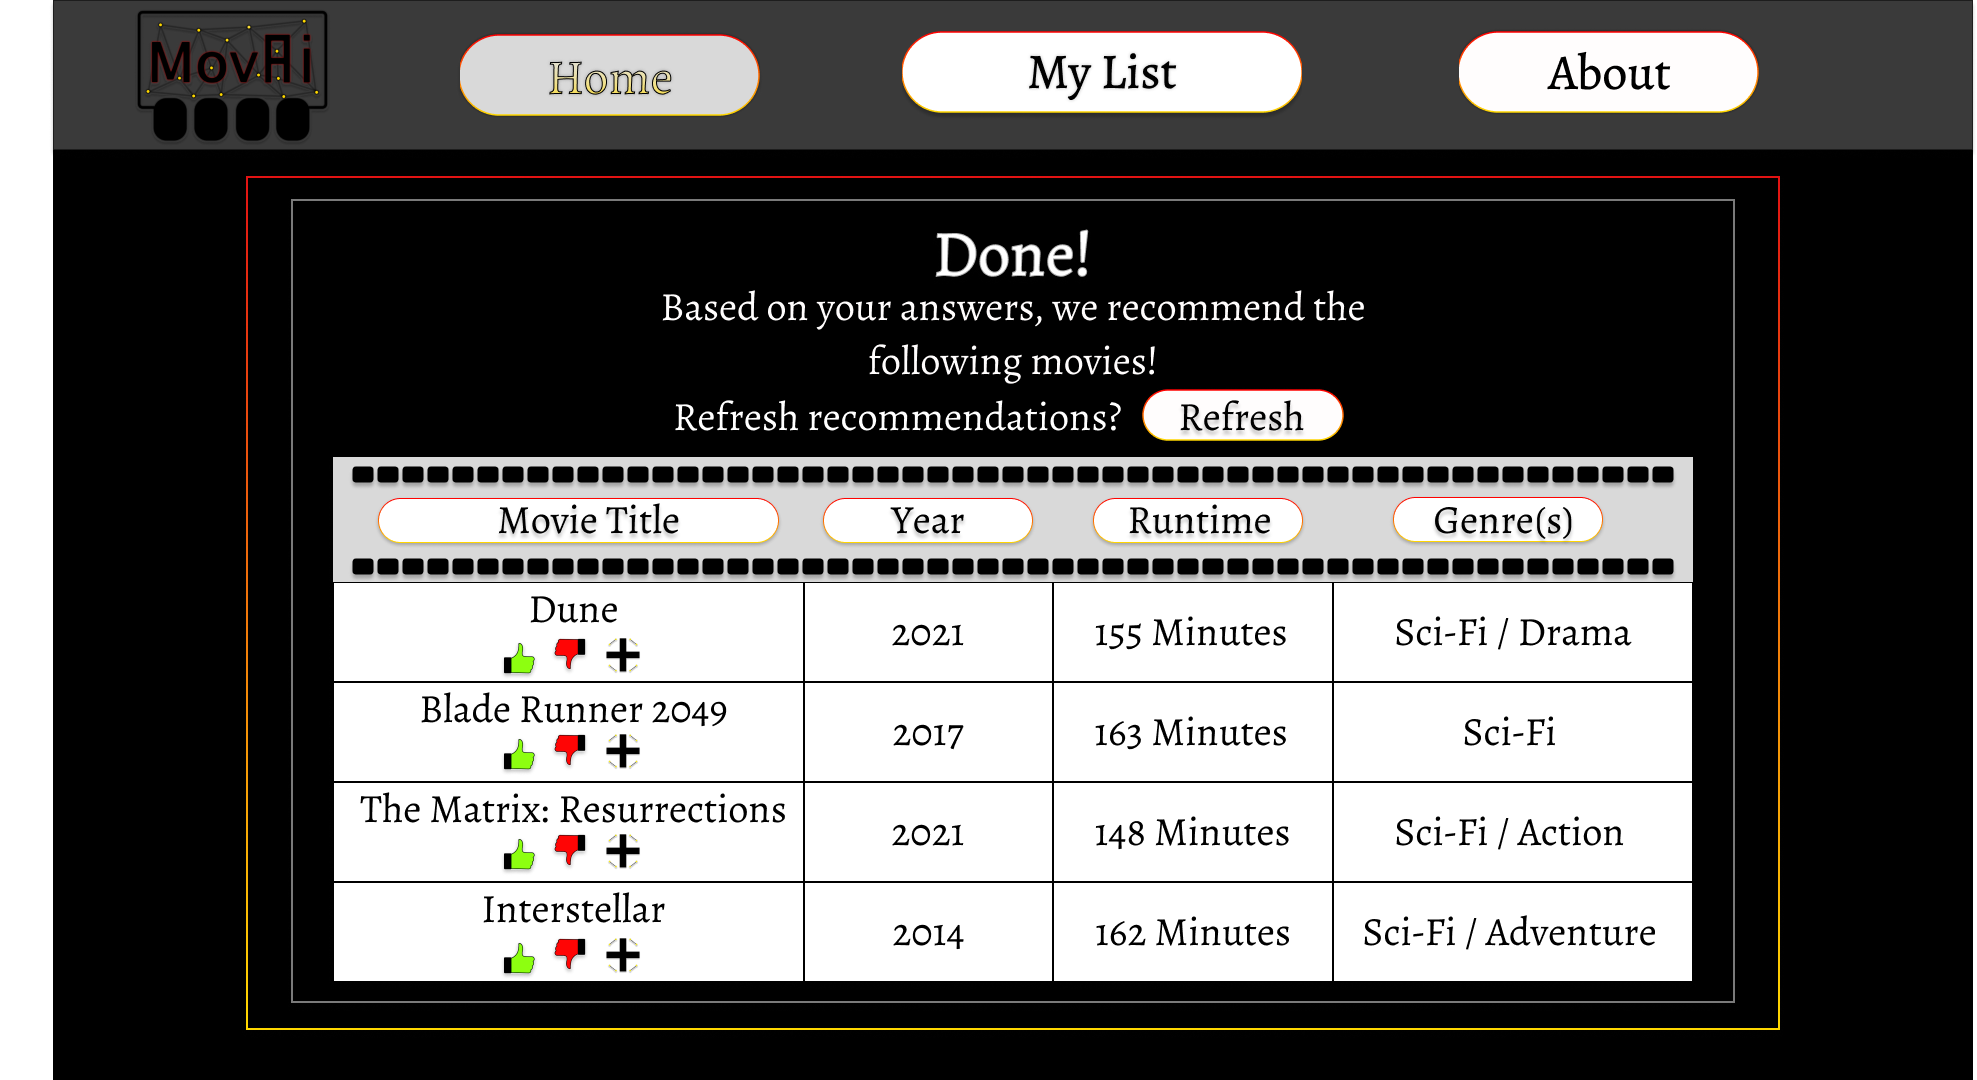 MovAi
Home
My List
About
Done!
Based on your answers, we recommend the
following movies!
Refresh recommendations? Refresh
Movie Title Year Runtime Genre(s)
Dune 2021 155 Minutes Sci-Fi / Drama
Blade Runner 2049 2017 163 Minutes Sci-Fi
The Matrix: Resurrections 2021 148 Minutes Sci-Fi / Action
Interstellar 2014 162 Minutes Sci-Fi / Adventure